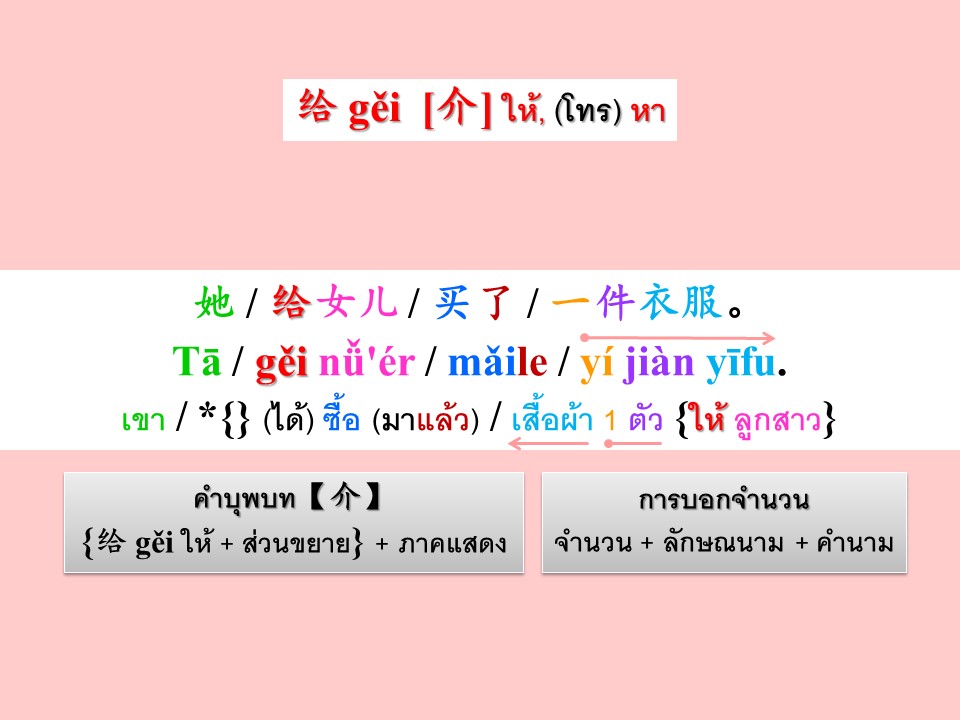 给 gěi [介] ให้, (โทร) หา
她 / 给女儿 / 买了 / 一件衣服。
Tā / gěi nǚ'ér / mǎile / yí jiàn yīfu.
เขา / *{} (ได้) ซื้อ (มาแล้ว) / เสื้อผ้า 1 ตัว {ให้ ลูกสาว}
คำบุพบท【介】
{给 gěi ให้ + ส่วนขยาย} + ภาคแสดง
การบอกจำนวน
จำนวน + ลักษณนาม + คำนาม